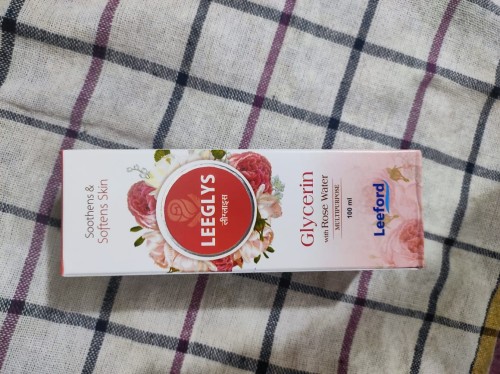 Soothens &
Softens Skin
LEEGLYS
लीग्लाइस
Glycerin
with Rose Water
MULTIPURPOSE
100 ml
Leeford